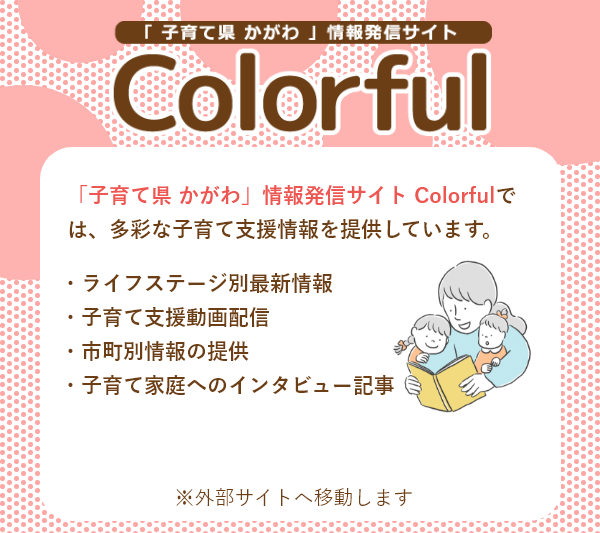 「 子育て県 かがわ 」情報発信サイト
Colorful
「子育て県 かがわ」情報発信サイト Colorfulで
は、多彩な子育て支援情報を提供しています。
・ライフステージ別最新情報
・子育て支援動画配信
・市町別情報の提供
・子育て家庭へのインタビュー記事
※外部サイトへ移動します